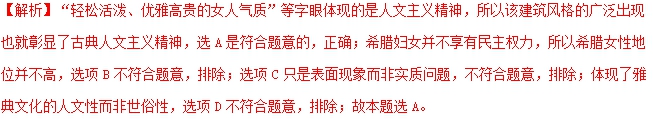 【解析】“轻松活泼、优雅高贵的女人气质”等字眼体现的是人文主义精神，所以该建筑风格的广泛出现
也就彰显了古典人文主义精神，选 A 是符合题意的，正确；希腊妇女并不享有民主权力，所以希腊女性地
位并不高，选项 B 不符合题意，排除；选项 C 只是表面现象而非实质问题，不符合题意，排除；体现了雅
典文化的人文性而非世俗性，选项 D 不符合题意，排除；故本题选 A。